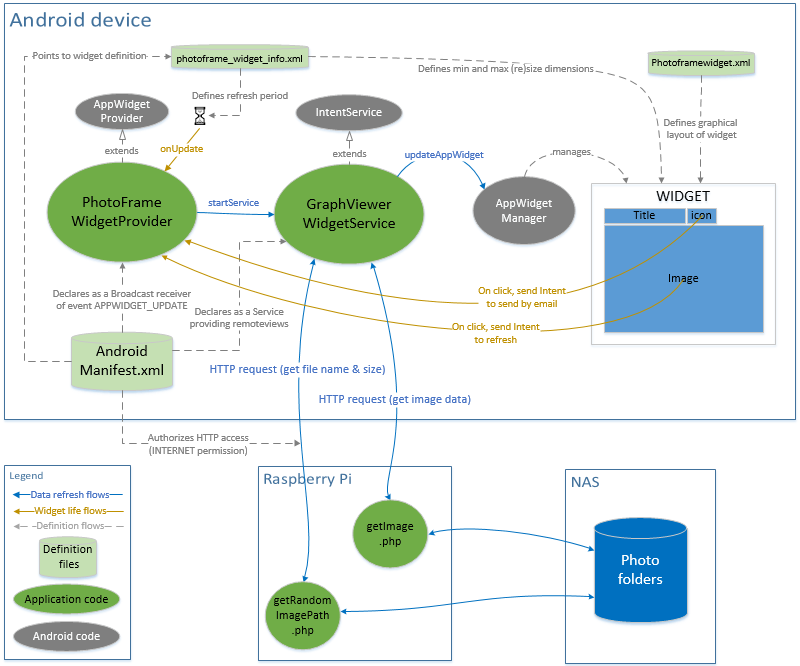 Android device
Points to widget definition
photoframe_widget_info.xml
Photoframewidget.xml
Defines min and max (re)size dimensions
Defines refresh period
AppWidget
Provider
IntentService
Defines graphical
layout of widget
extends
onUpdate
extends
updateAppWidget
manages
PhotoFrame
WidgetProvider
startService
GraphViewer
WidgetService
AppWidget
Manager
WIDGET
Title
icon
Image
On click, send Intent
to send by email
Declares as a Broadcast receiver
of event APPWIDGET_UPDATE
Declares as a Service
providing remoteviews
On click, send Intent
to refresh
Android
Manifest.xml
HTTP request (get file name & size)
HTTP request (get image data)
Authorizes HTTP access
(INTERNET permission)
Legend
Data refresh flows
Widget life flows
Definition flows
Definition
files
Application code
Android code
Raspberry Pi
getImage
.php
getRandom
ImagePath
.php
NAS
Photo
folders